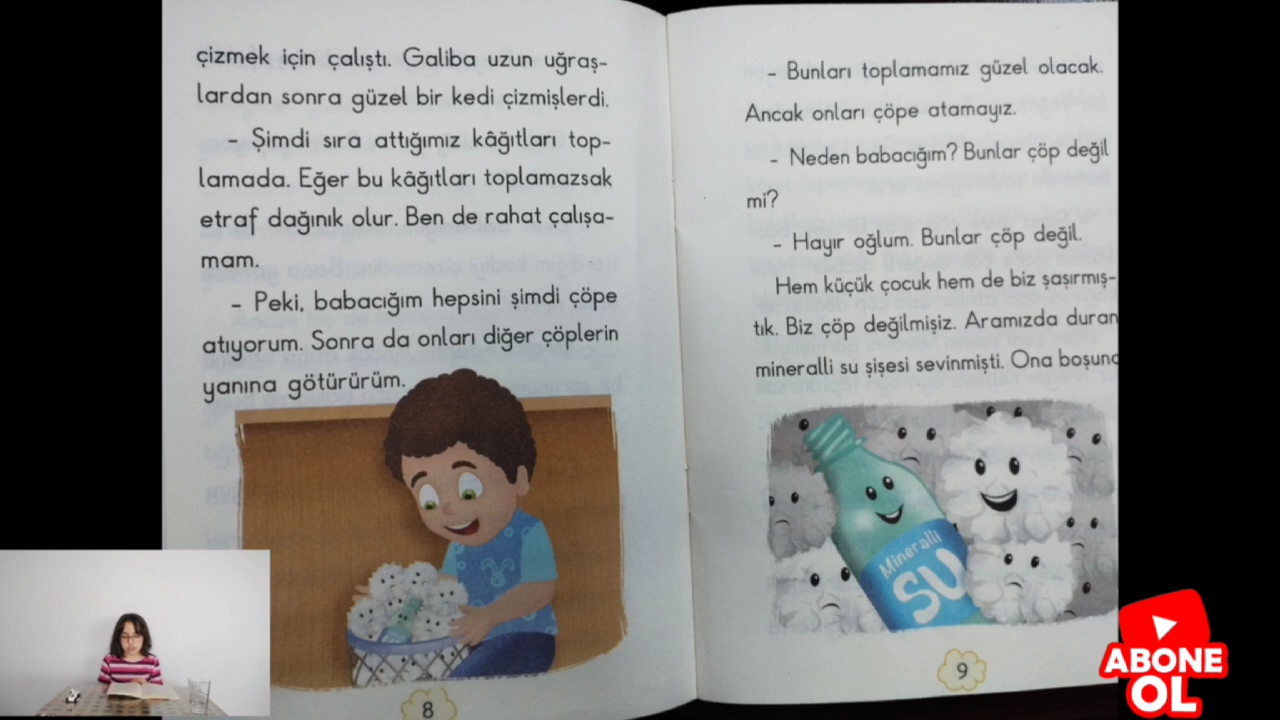 çizmek için çalıştı. Galiba uzun uğraş-
lardan sonra güzel bir kedi çizmişlerdi.
- Şimdi sıra attığımız kâğıtları top-
lamada. Eğer bu kâğıtları toplamazsak
etraf dağınık olur. Ben de rahat çalışa-
mam.
- Peki, babacığım hepsini şimdi çöpe
atıyorum. Sonra da onları diğer çöplerin
yanına götürürüm.
8
- Bunları toplamamız güzel olacak.
Ancak onları çöpe atamayız.
- Neden babacığım? Bunlar çöp değil
mi?
- Hayır oğlum. Bunlar çöp değil.
Hem küçük çocuk hem de biz şaşırmış-
tık. Biz çöp değilmişiz. Aramızda duran
mineralli su şişesi sevinmişti. Ona boşuna
Mineralli
SU
9
ABONE
OL